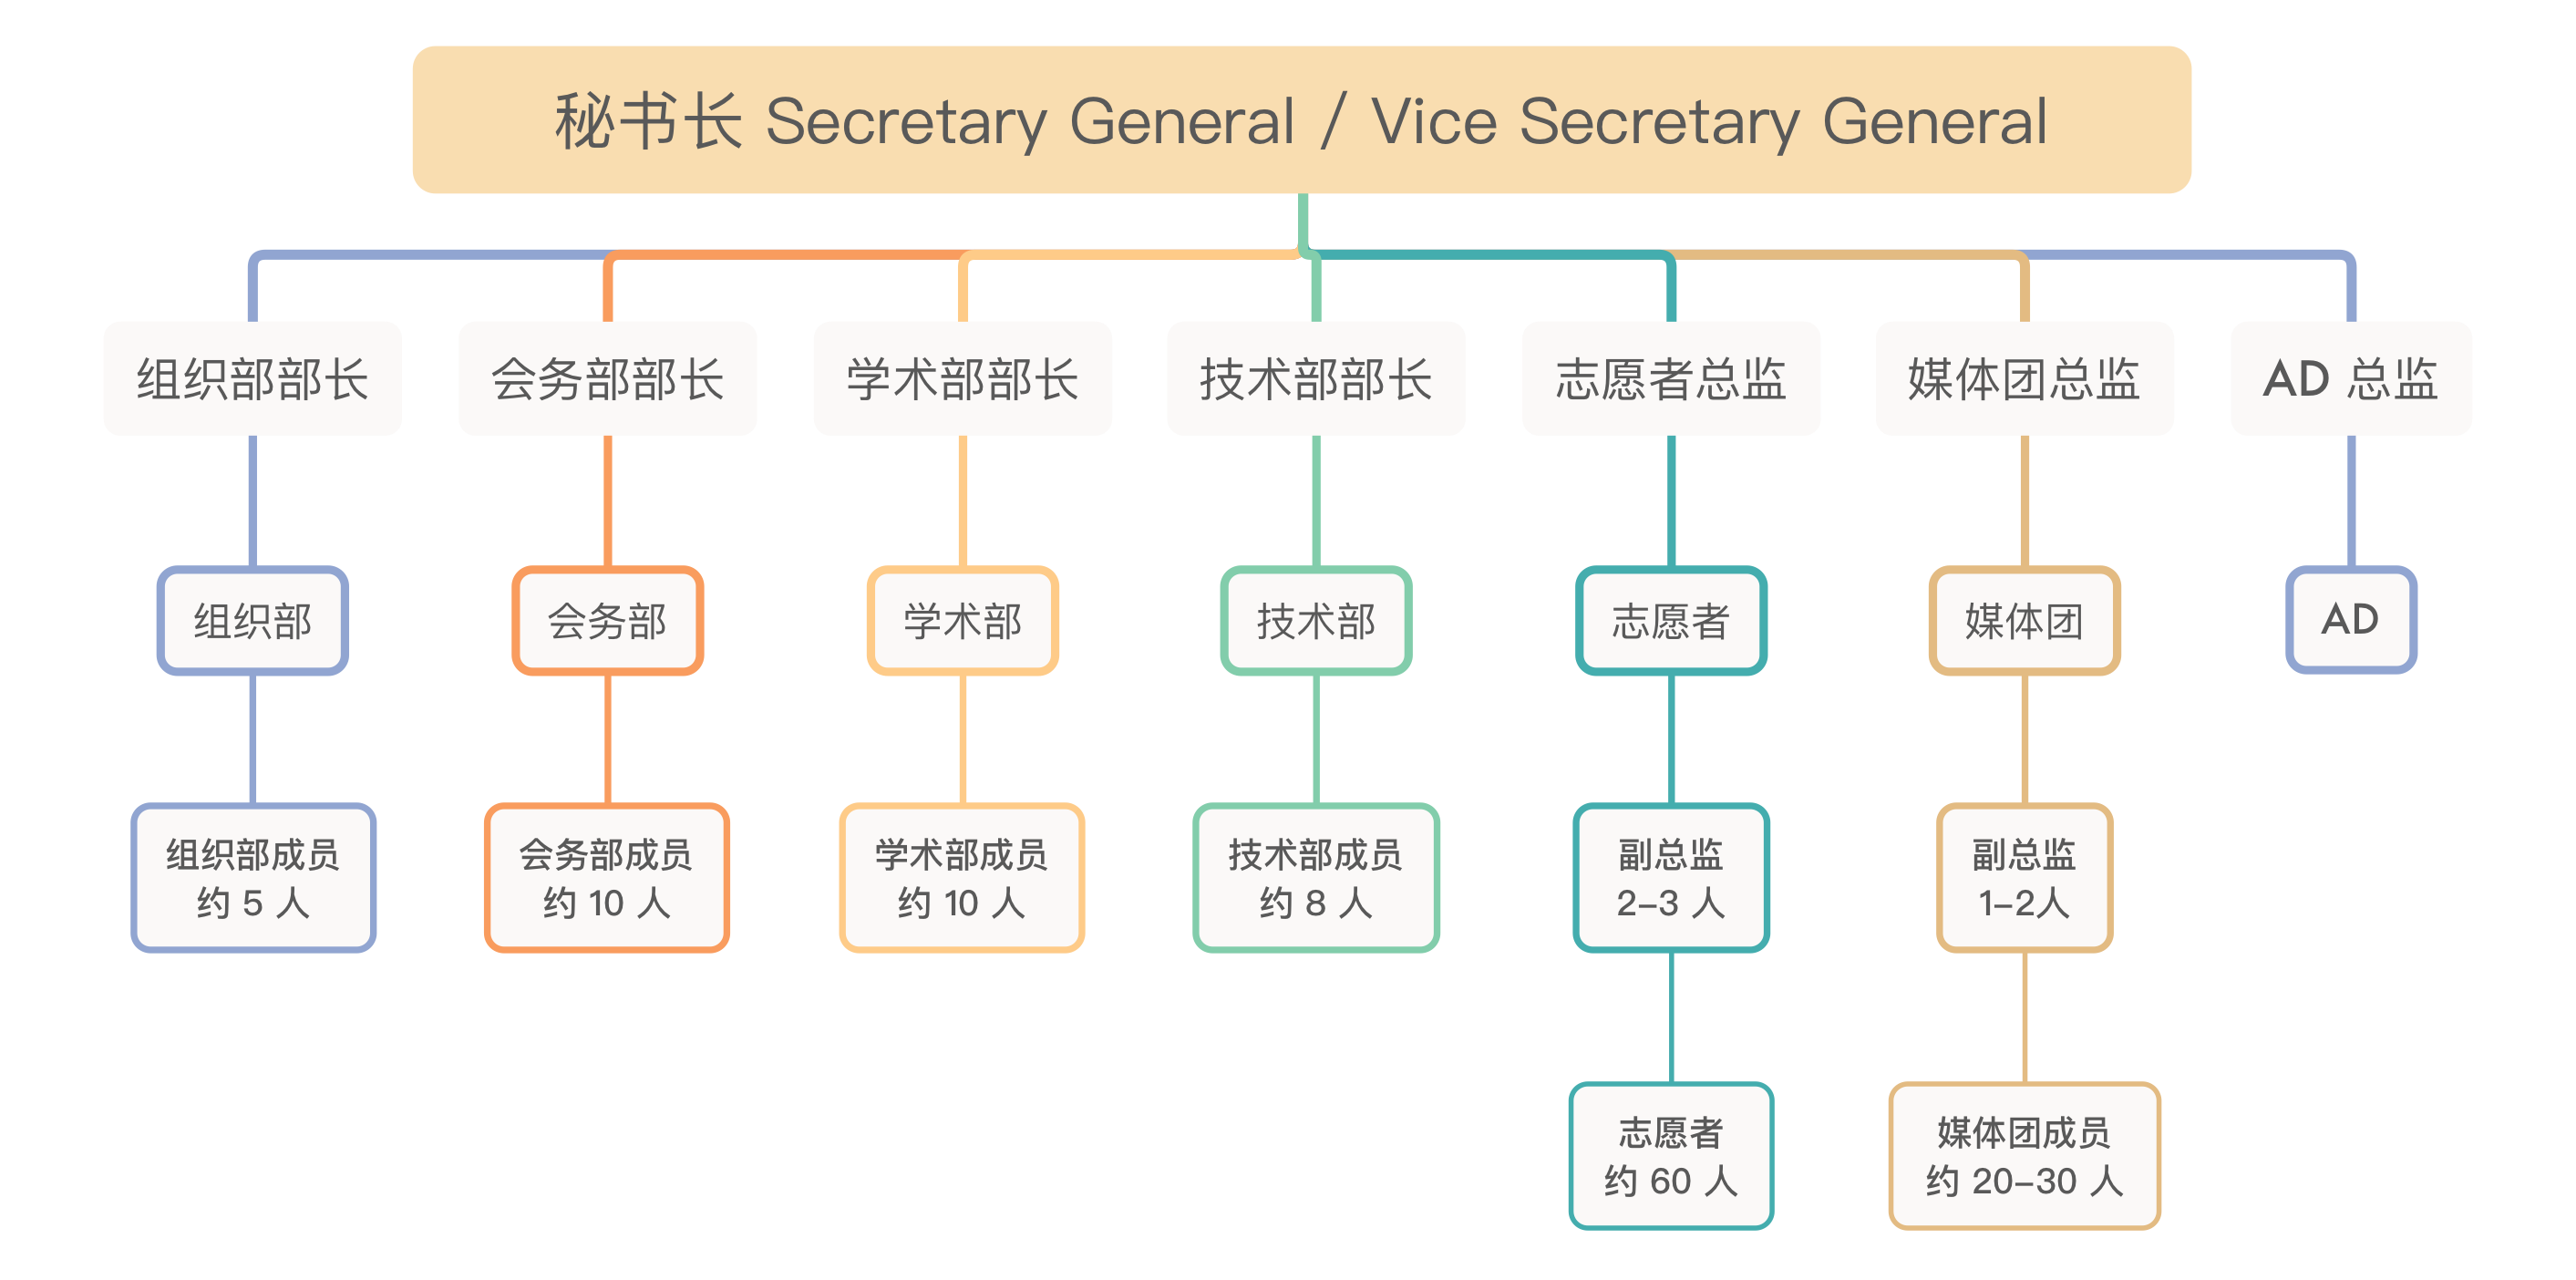 秘书长 Secretary General / Vice Secretary General
组织部部长
会务部部长
学术部部长
技术部部长
志愿者总监
媒体团总监
AD 总监
组织部
会务部
学术部
技术部
志愿者
媒体团
AD
组织部成员
约 5 人
会务部成员
约 10 人
学术部成员
约 10 人
技术部成员
约 8 人
副总监
2-3 人
副总监
1-2人
志愿者
约 60 人
媒体团成员
约 20-30 人